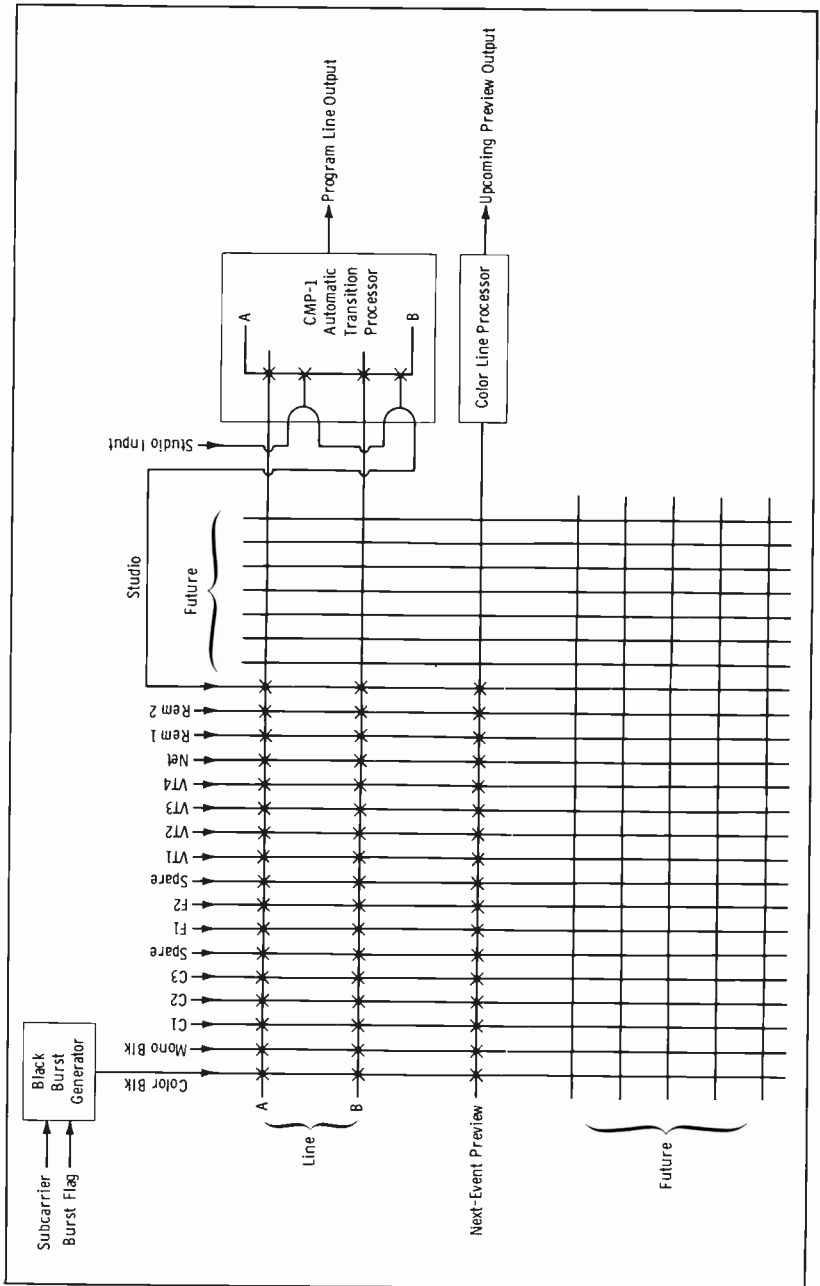 Subcarrier
Burst Flag
Black
Burst
Generator
Color Blk
Mono Blk
C1
C2
C3
Spare
F1
F2
Spare
VT1
VT2
VT3
VT4
Net
Rem 1
Rem 2
Studio
Future
Studio Input
A
CMP-1
Automatic
Transition
Processor
B
Program Line Output
Color Line Processor
Upcoming Preview Output
A
Line
B
Next-Event Preview
Future